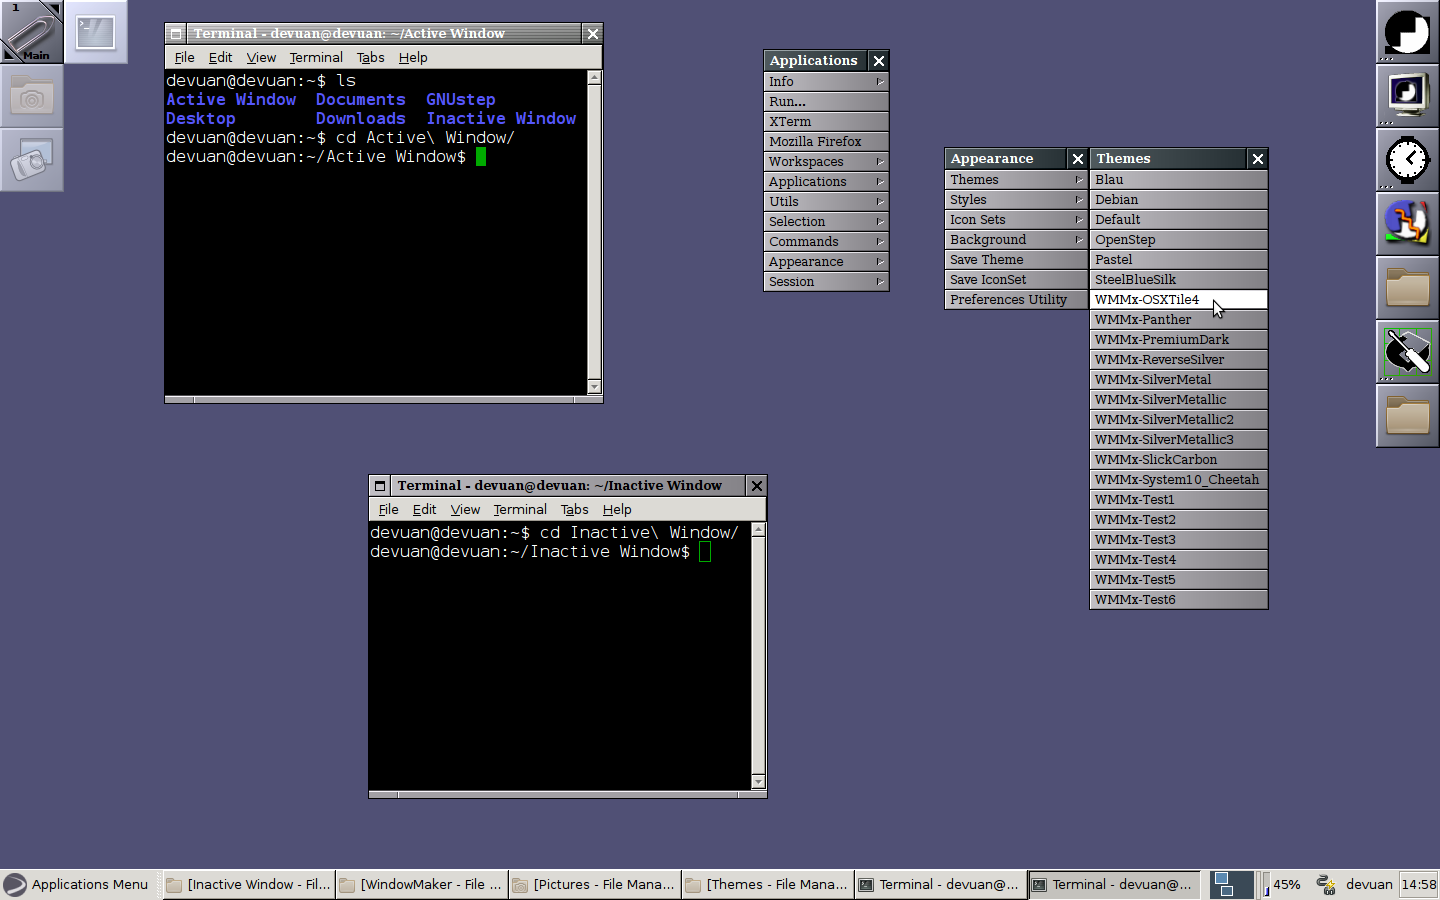 1
Main
Terminal - devuan@devuan: ~/Active Window
File Edit View Terminal Tabs Help
devuan@devuan:~$ ls
Active Window Documents GNUstep
Desktop Downloads Inactive Window
devuan@devuan:~$ cd Active\ Window/
devuan@devuan:~/Active Window$
Applications
Info
Run...
XTerm
Mozilla Firefox
Workspaces
Applications
Utils
Selection
Commands
Appearance
Session
Appearance
Themes
Styles
Icon Sets
Background
Save Theme
Save IconSet
Preferences Utility
Themes
Blau
Debian
Default
OpenStep
Pastel
SteelBlueSilk
WMMx-OSXTile4
WMMx-Panther
WMMx-PremiumDark
WMMx-ReverseSilver
WMMx-SilverMetal
WMMx-SilverMetallic
WMMx-SilverMetallic2
WMMx-SilverMetallic3
WMMx-SlickCarbon
WMMx-System10_Cheetah
WMMx-Test1
WMMx-Test2
WMMx-Test3
WMMx-Test4
WMMx-Test5
WMMx-Test6
Terminal - devuan@devuan: ~/Inactive Window
File Edit View Terminal Tabs Help
devuan@devuan:~$ cd Inactive\ Window/
devuan@devuan:~/Inactive Window$
Applications Menu [Inactive Window - Fil... [WindowMaker - File ... [Pictures - File Mana... [Themes - File Mana... Terminal - devuan@... Terminal - devuan@... 45% devuan 14:58